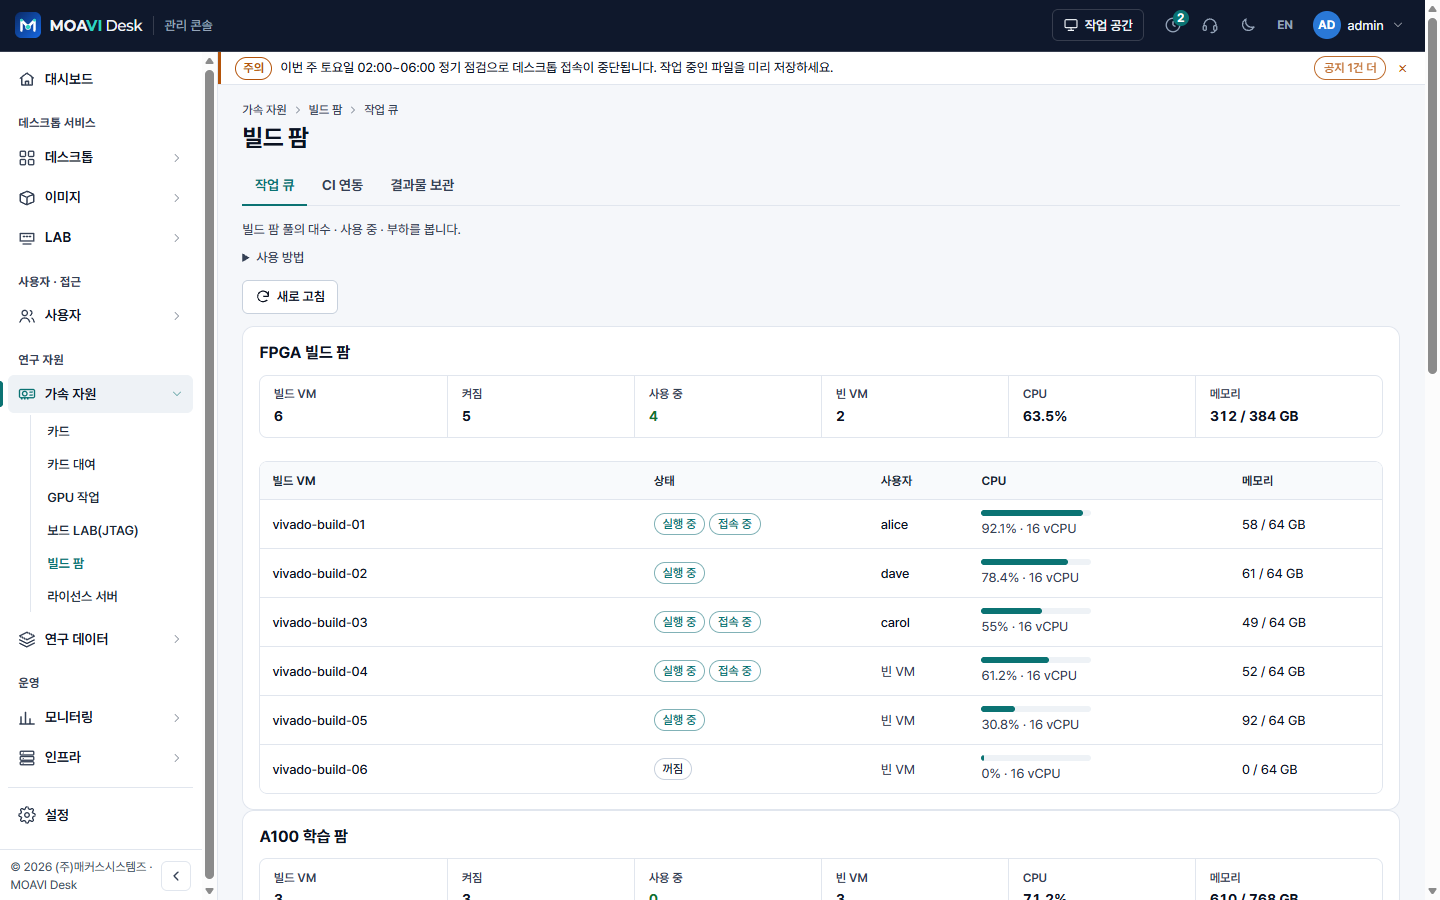 MOAVI Desk 관리 콘솔 작업 공간 2 EN AD admin
대시보드
데스크톱 서비스
데스크톱
이미지
LAB
사용자 · 접근
사용자
연구 자원
가속 자원
카드
카드 대여
GPU 작업
보드 LAB(JTAG)
빌드 팜
라이선스 서버
연구 데이터
운영
모니터링
인프라
설정
© 2026 (주)매커스시스템즈 ·
MOAVI Desk
주의 이번 주 토요일 02:00~06:00 정기 점검으로 데스크톱 접속이 중단됩니다. 작업 중인 파일을 미리 저장하세요. 공지 1건 더 ×
가속 자원 > 빌드 팜 > 작업 큐
빌드 팜
작업 큐 CI 연동 결과물 보관
빌드 팜 풀의 대수 · 사용 중 · 부하를 봅니다.
▶ 사용 방법
새로 고침
FPGA 빌드 팜
빌드 VM 켜짐 사용 중 빈 VM CPU 메모리
6 5 4 2 63.5% 312 / 384 GB
빌드 VM 상태 사용자 CPU 메모리
vivado-build-01 실행 중 접속 중 alice 92.1% · 16 vCPU 58 / 64 GB
vivado-build-02 실행 중 dave 78.4% · 16 vCPU 61 / 64 GB
vivado-build-03 실행 중 접속 중 carol 55% · 16 vCPU 49 / 64 GB
vivado-build-04 실행 중 접속 중 빈 VM 61.2% · 16 vCPU 52 / 64 GB
vivado-build-05 실행 중 빈 VM 30.8% · 16 vCPU 92 / 64 GB
vivado-build-06 꺼짐 빈 VM 0% · 16 vCPU 0 / 64 GB
A100 학습 팜
빌드 VM 켜짐 사용 중 빈 VM CPU 메모리
3 3 0 3 71.2% 610 / 768 GB